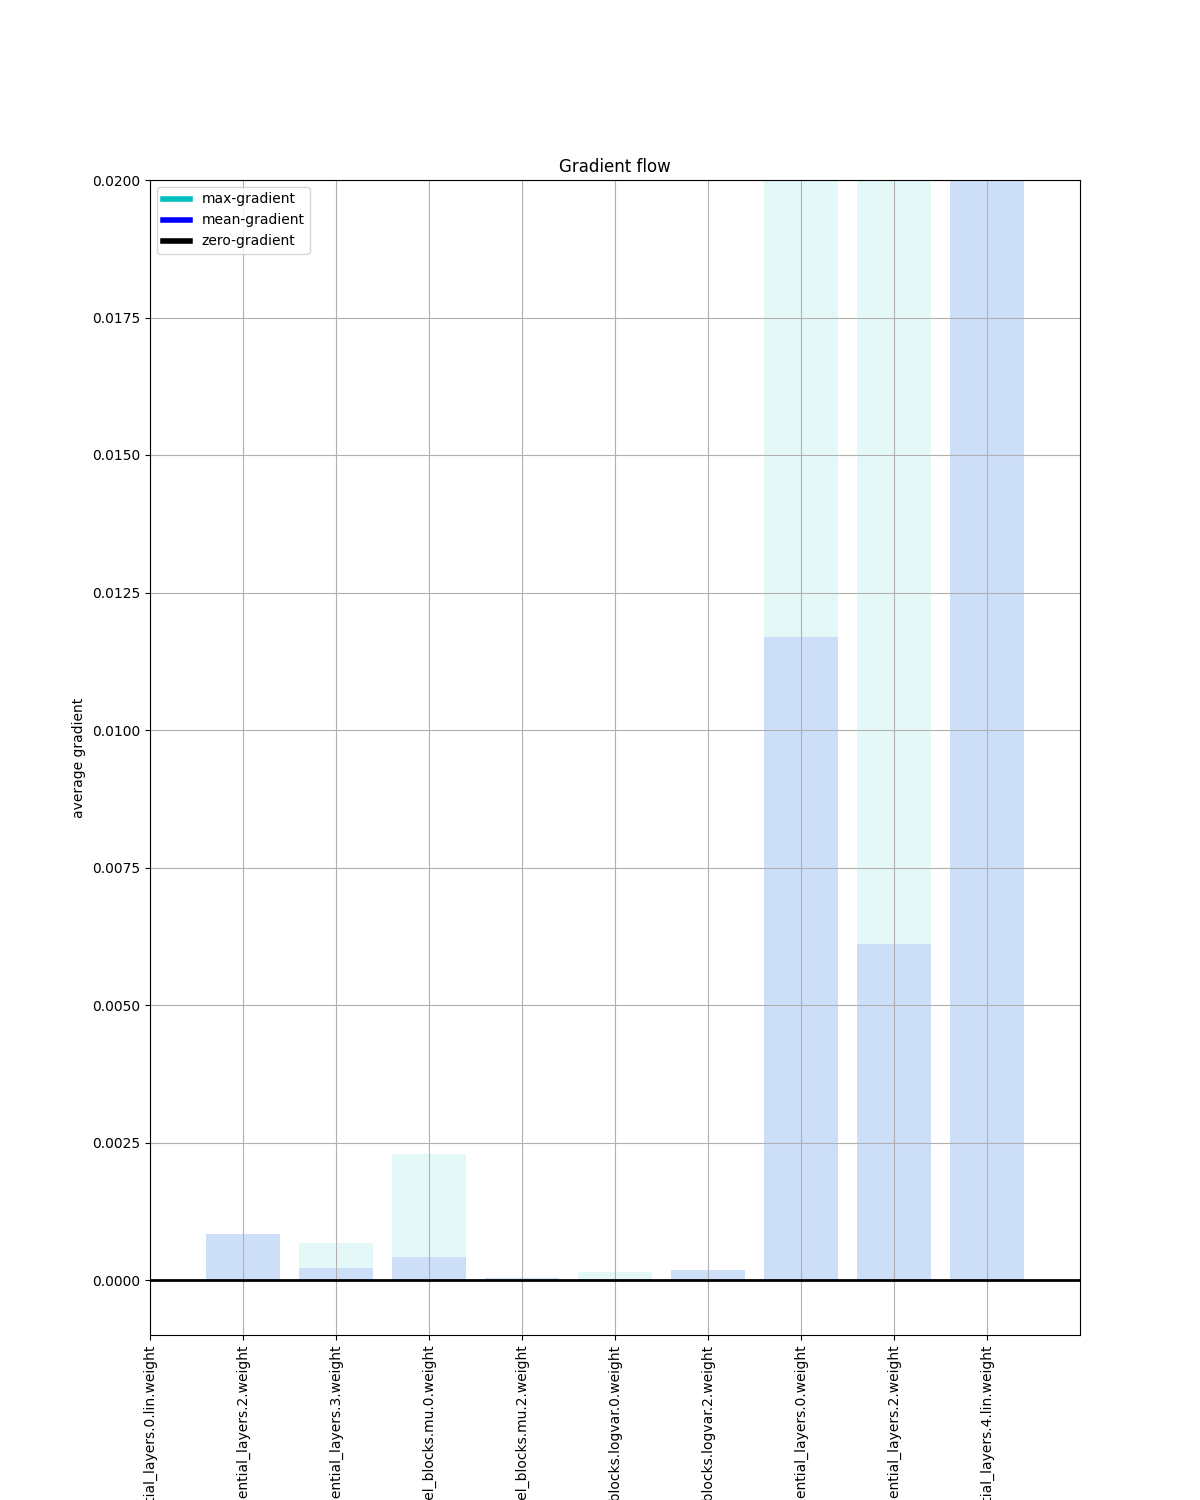 Gradient flow
max-gradient
mean-gradient
zero-gradient
0.0200
0.0175
0.0150
0.0125
0.0100
0.0075
0.0050
0.0025
0.0000
average gradient
tial_layers.0.lin.weight
ential_layers.2.weight
ential_layers.3.weight
el_blocks.mu.0.weight
el_blocks.mu.2.weight
blocks.logvar.0.weight
blocks.logvar.2.weight
ential_layers.0.weight
ential_layers.2.weight
tial_layers.4.lin.weight